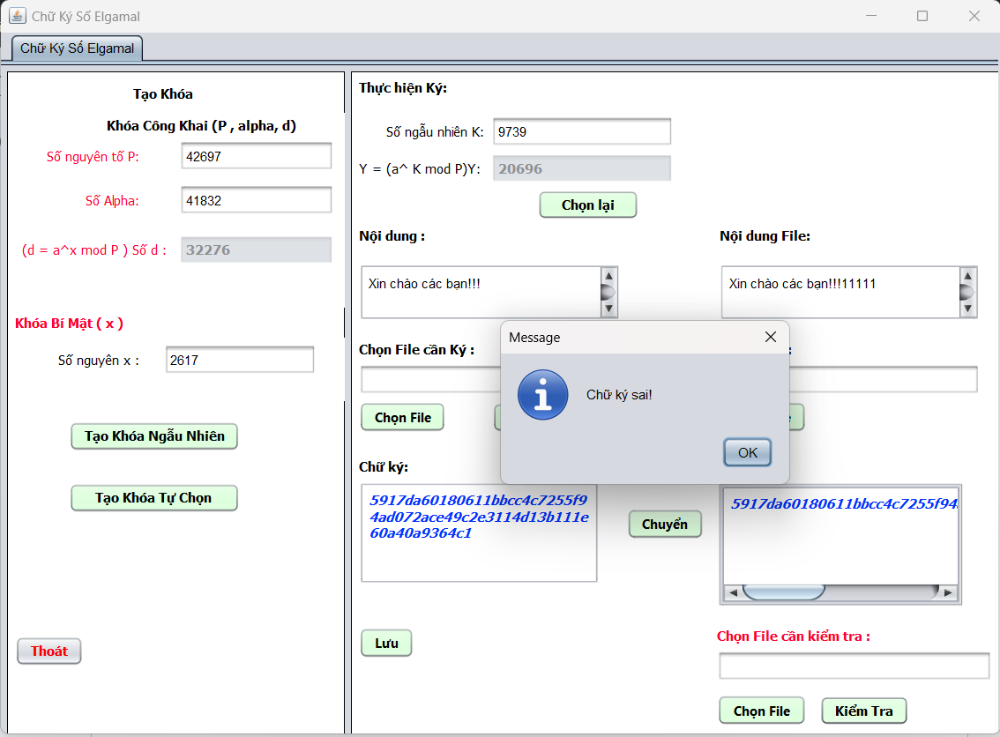 Chữ Ký Số Elgamal
Chữ Ký Số Elgamal
Tạo Khóa
Khóa Công Khai (P , alpha, d)
Số nguyên tố P:
42697
Số Alpha:
41832
(d = a^x mod P ) Số d :
32276
Khóa Bí Mật ( x )
Số nguyên x :
2617
Tạo Khóa Ngẫu Nhiên
Tạo Khóa Tự Chọn
Thoát
Thực hiện Ký:
Số ngẫu nhiên K:
9739
Y = (a^ K mod P)Y:
20696
Chọn lại
Nội dung :
Xin chào các bạn!!!
Chọn File cần Ký :
Chọn File
Chữ ký:
5917da60180611bbcc4c7255f9
4ad072ace49c2e3114d13b111e
60a40a9364c1
Chuyển
Lưu
Nội dung File:
Xin chào các bạn!!!11111
:
5917da60180611bbcc4c7255f94
Chọn File cần kiểm tra :
Chọn File
Kiểm Tra
Message
Chữ ký sai!
OK